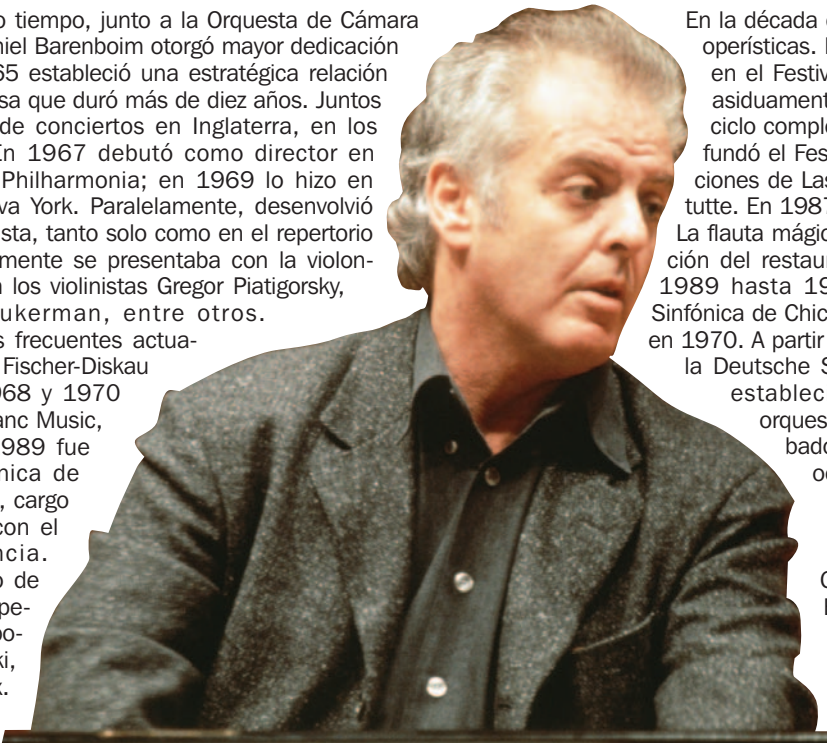 o tiempo, junto a la Orquesta de Cámara
niel Barenboim otorgó mayor dedicación
65 estableció una estratégica relación
sa que duró más de diez años. Juntos
de conciertos en Inglaterra, en los
En 1967 debutó como director en
Philharmonia; en 1969 lo hizo en
va York. Paralelamente, desenvolvió
sta, tanto solo como en el repertorio
mente se presentaba con la violon-
los violinistas Gregor Piatigorsky,
ukerman, entre otros.
s frecuentes actua-
Fischer-Diskau
968 y 1970
anc Music,
1989 fue
nica de
, cargo
con el
ncia.
o de
pe-
po-
ki,
x.
En la década
operísticas.
en el Festiv
asiduament
ciclo comple
fundó el Fes
ciones de Las
tutte. En 1987
La flauta mágic
ción del restaur
1989 hasta 19
Sinfónica de Chic
en 1970. A partir
la Deutsche S
establec
orques
bado
oc